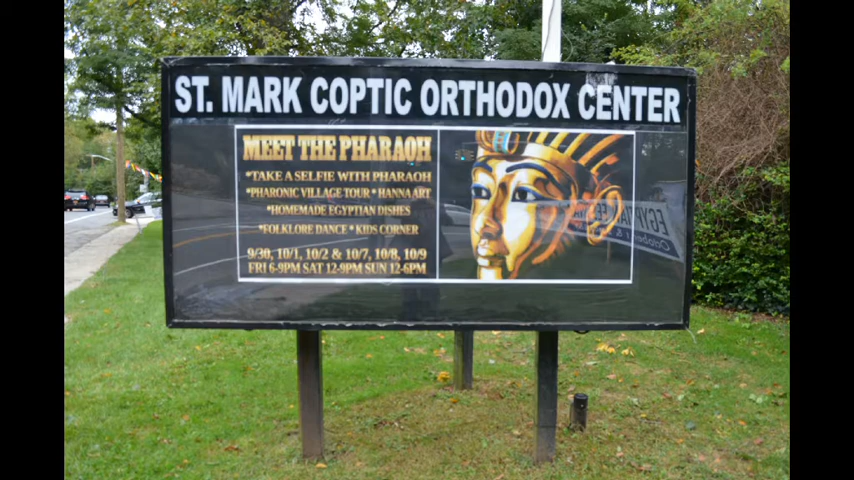 ST. MARK COPTIC ORTHODOX CENTER
MEET THE PHARAOH
*TAKE A SELFIE WITH PHARAOH
*PHARONIC VILLAGE TOUR * HANNA ART
*HOMEMADE EGYPTIAN DISHES
*FOLKLORE DANCE * KIDS CORNER
9/30, 10/1, 10/2 & 10/7, 10/8, 10/9
FRI 6-9PM SAT 12-9PM SUN 12-6PM